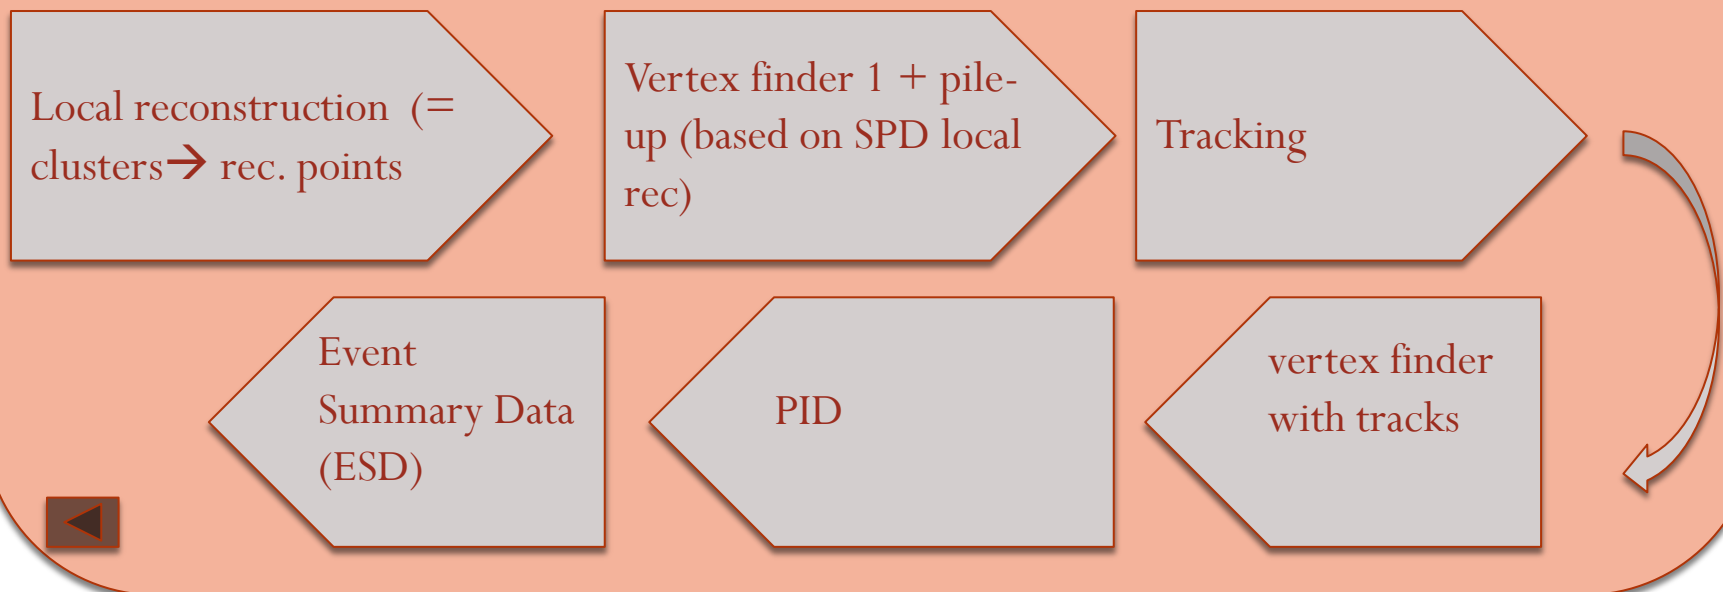 Local reconstruction (=
clusters→ rec. points
Vertex finder 1 + pile-
up (based on SPD local
rec)
Tracking
vertex finder
with tracks
PID
Event
Summary Data
(ESD)